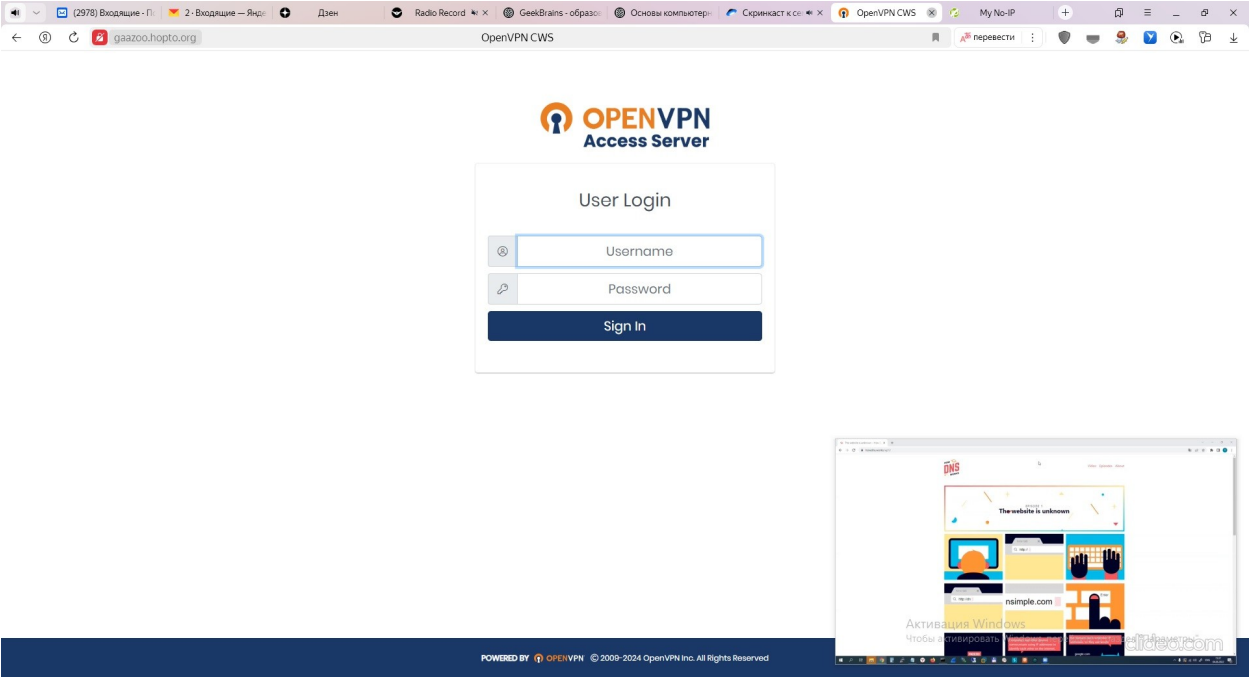 (2978) Входящие - По
2 · Входящие — Янде
Дзен
Radio Record
GeekBrains - образов
Основы компьютерн
Скринкаст к се
OpenVPN CWS
My No-IP
gaazoo.hopto.org
OpenVPN CWS
перевести
OPENVPN
Access Server
User Login
Username
Password
Sign In
DNS
The website is unknown
nsimple.com
Активация Windows
Чтобы активировать Windows,
clideo.com
POWERED BY OPENVPN © 2009-2024 OpenVPN Inc. All Rights Reserved